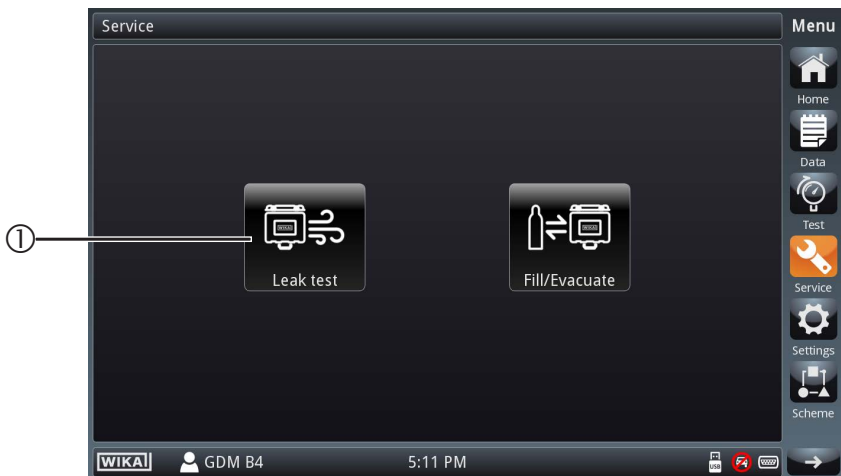 Service
Menu
Home
Data
Test
①
Leak test
Fill/Evacuate
Service
Settings
Scheme
WIKA
GDM B4
5:11 PM
USB